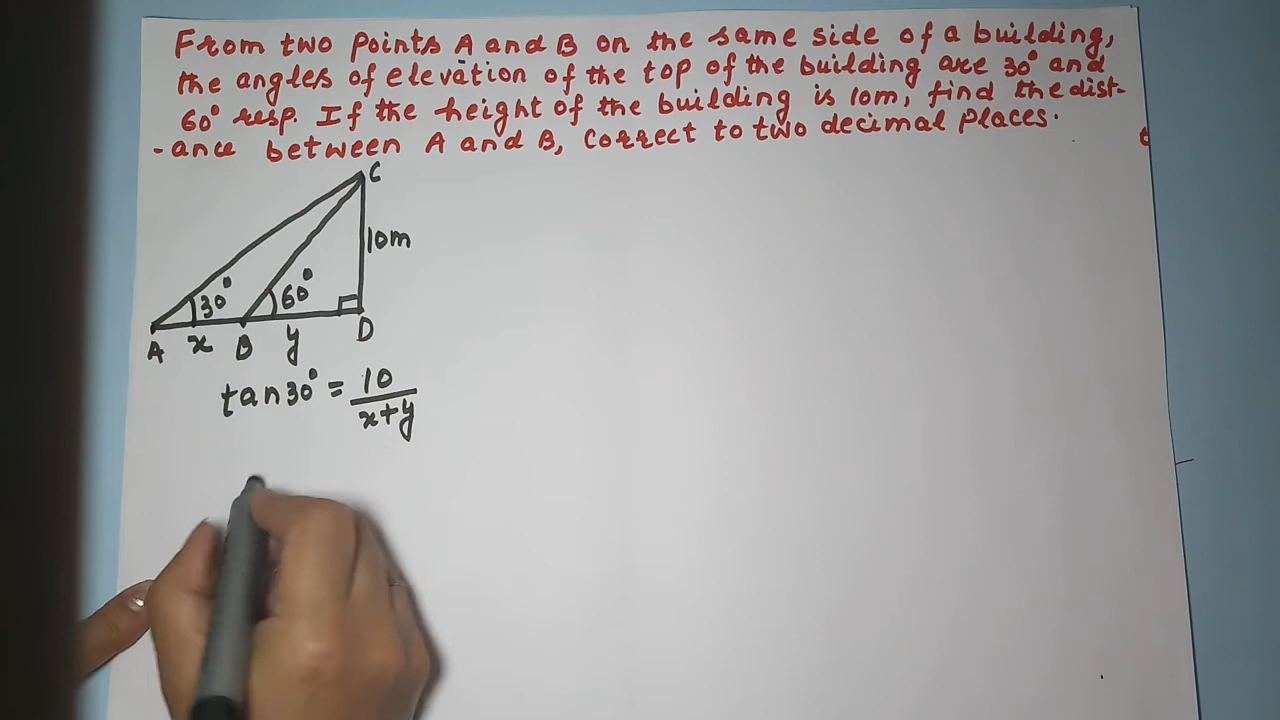 From two points A and B on the same side of a building,
the angles of elevation of the top of the building are 30° and
60° resp. If the height of the building is 10m, find the dist-
-ance between A and B, correct to two decimal places.
C
10m
30° 60°
A x B y D
tan30° = 10/x+y